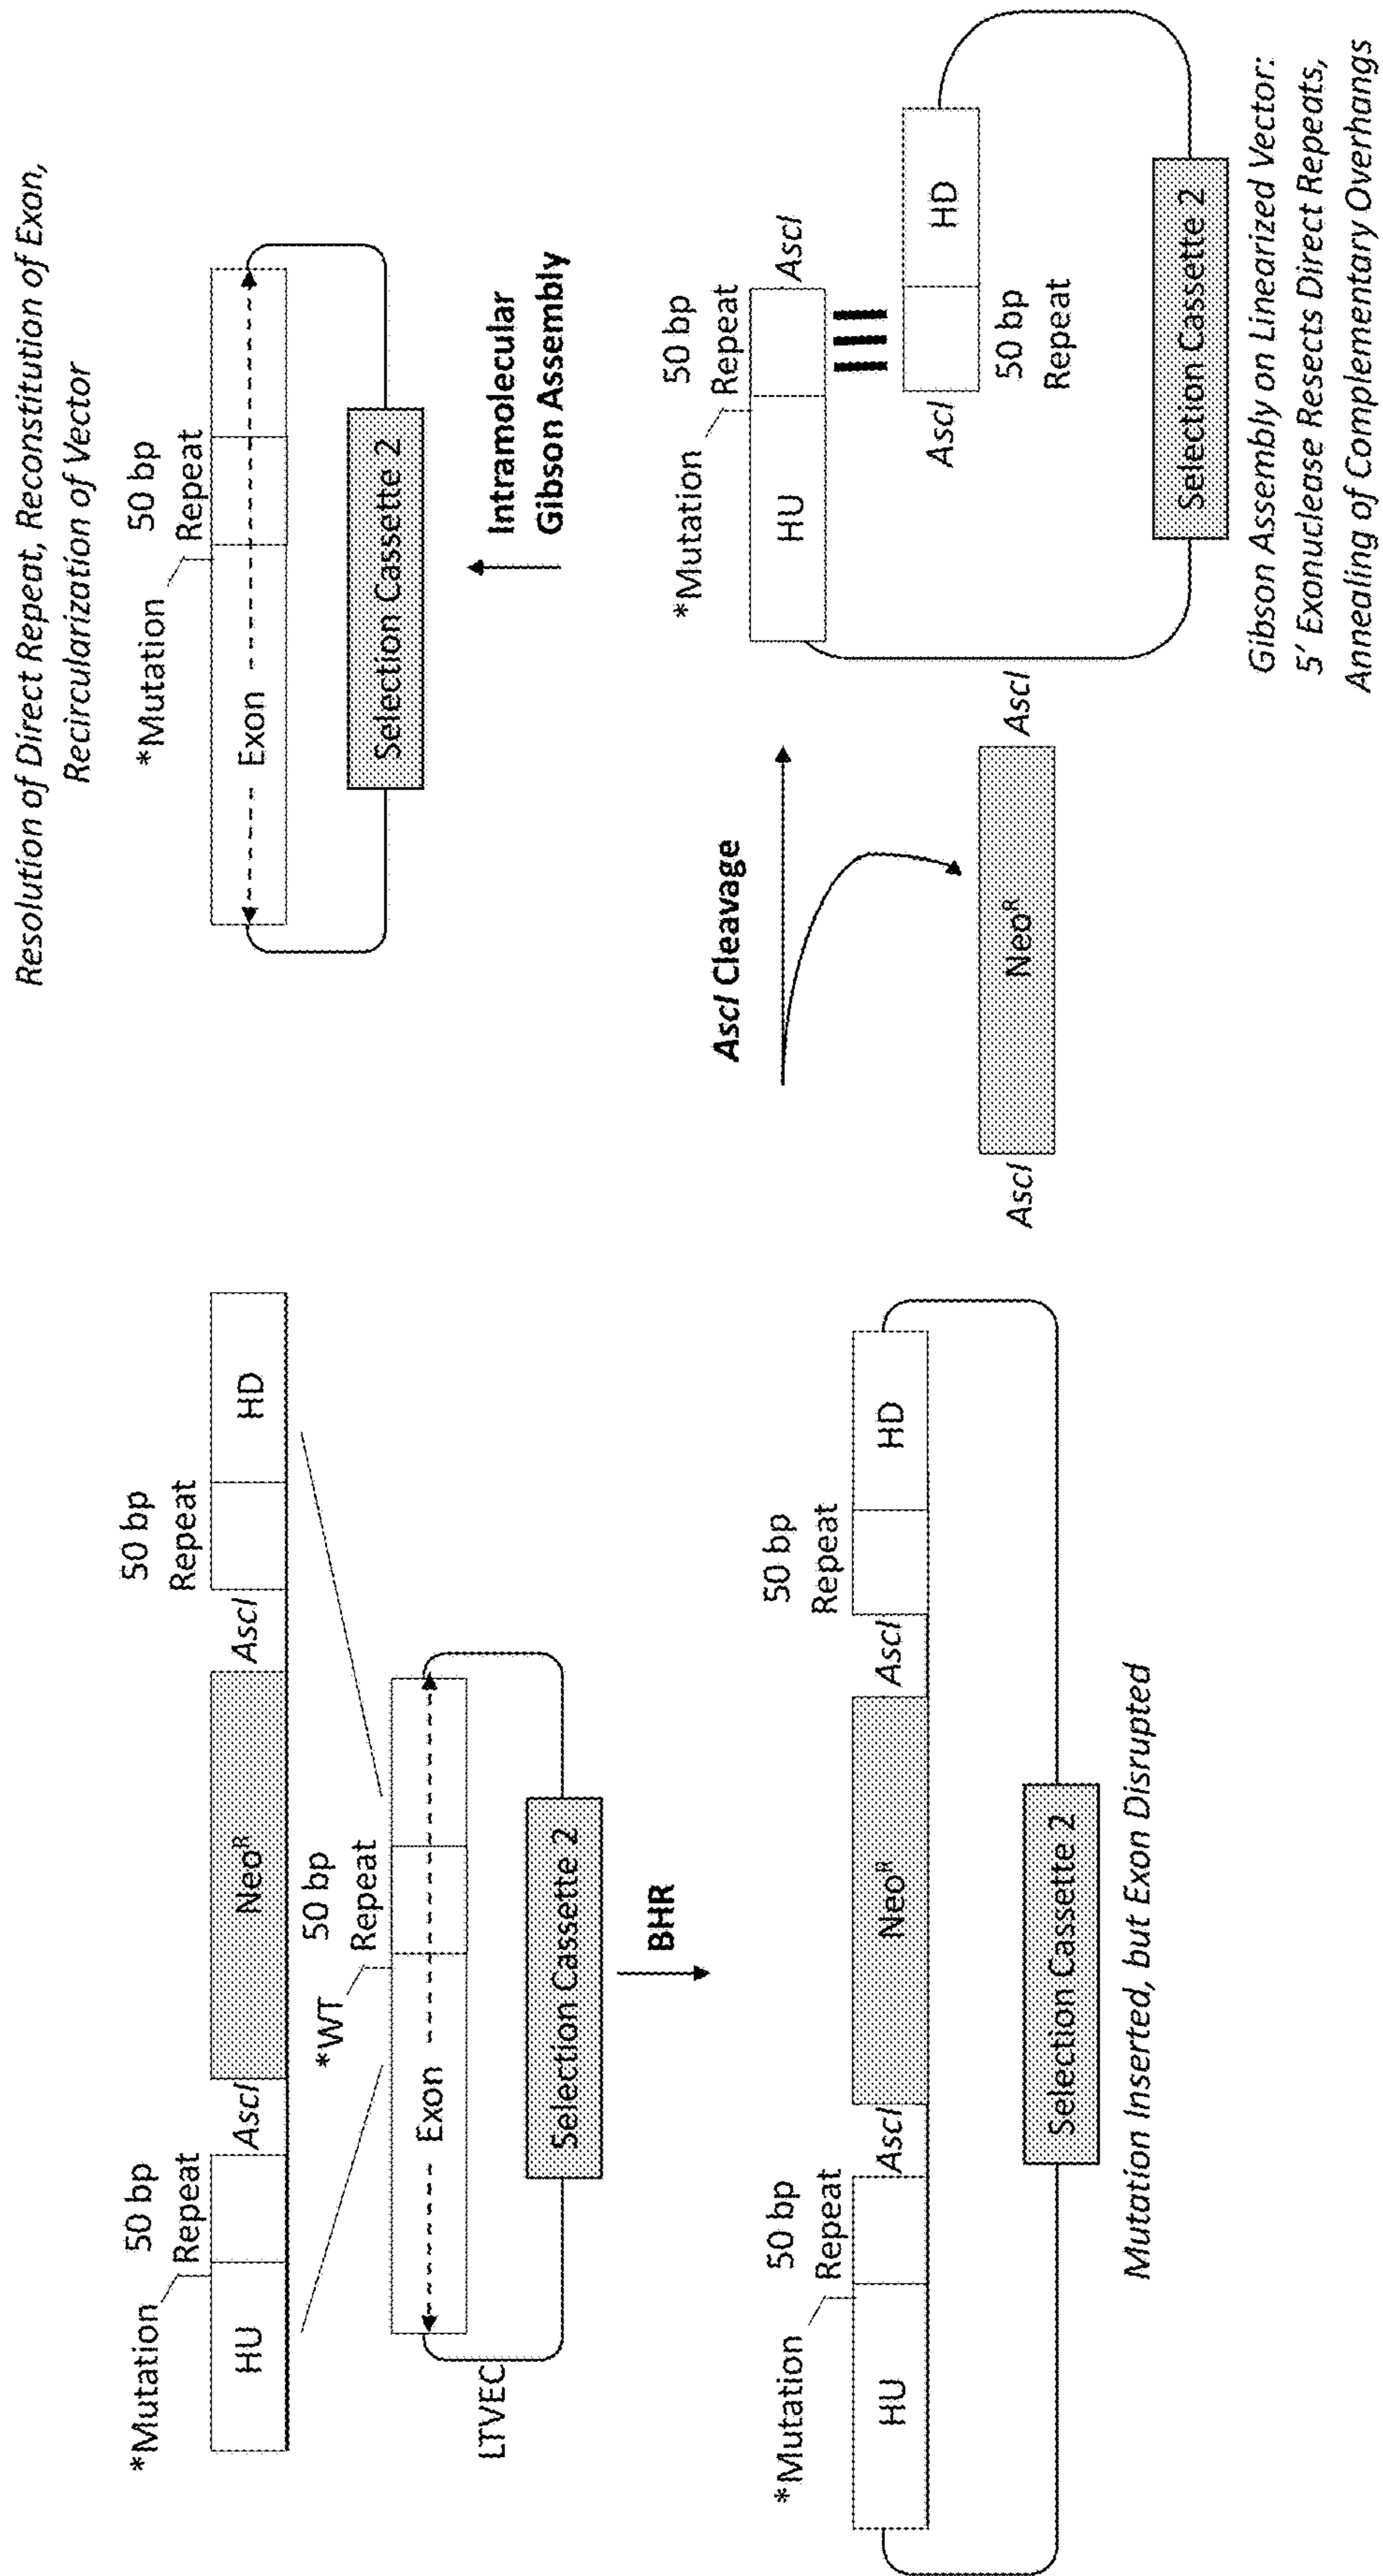 *Mutation
50 bp
Repeat
50 bp
Repeat
HU
AscI
Neoᴿ
AscI
HD
*WT
50 bp
Repeat
LTVEC
Exon
Selection Cassette 2
BHR
*Mutation
50 bp
Repeat
50 bp
Repeat
HU
AscI
Neoᴿ
AscI
HD
Selection Cassette 2
Mutation Inserted, but Exon Disrupted
AscI Cleavage
AscI
Neoᴿ
AscI
*Mutation
50 bp
Repeat
HU
AscI
AscI
HD
50 bp
Repeat
Selection Cassette 2
Gibson Assembly on Linearized Vector:
5′ Exonuclease Resects Direct Repeats,
Annealing of Complementary Overhangs
Intramolecular
Gibson Assembly
Resolution of Direct Repeat, Reconstitution of Exon,
Recircularization of Vector
*Mutation
50 bp
Repeat
Exon
Selection Cassette 2